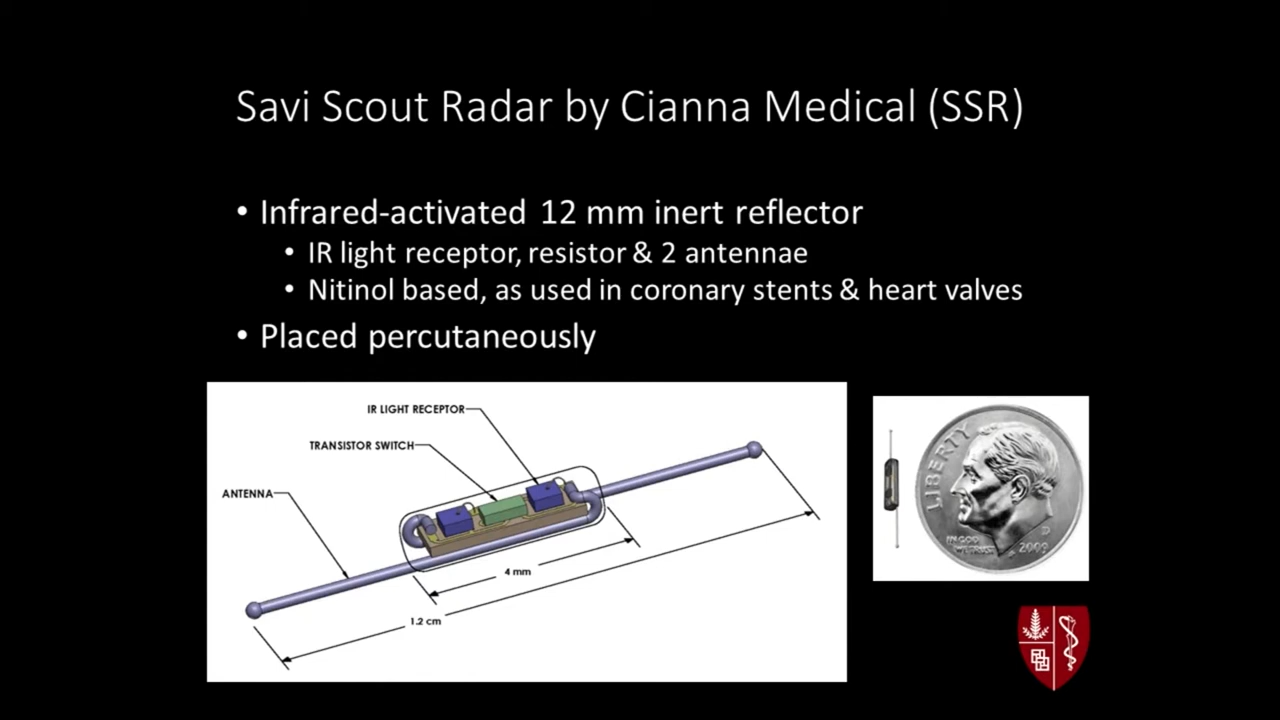 Savi Scout Radar by Cianna Medical (SSR)
• Infrared-activated 12 mm inert reflector
• IR light receptor, resistor & 2 antennae
• Nitinol based, as used in coronary stents & heart valves
• Placed percutaneously
IR LIGHT RECEPTOR
TRANSISTOR SWITCH
ANTENNA
4 mm
1.2 cm
LIBERTY
IN GOD
WE TRUST
D
2009